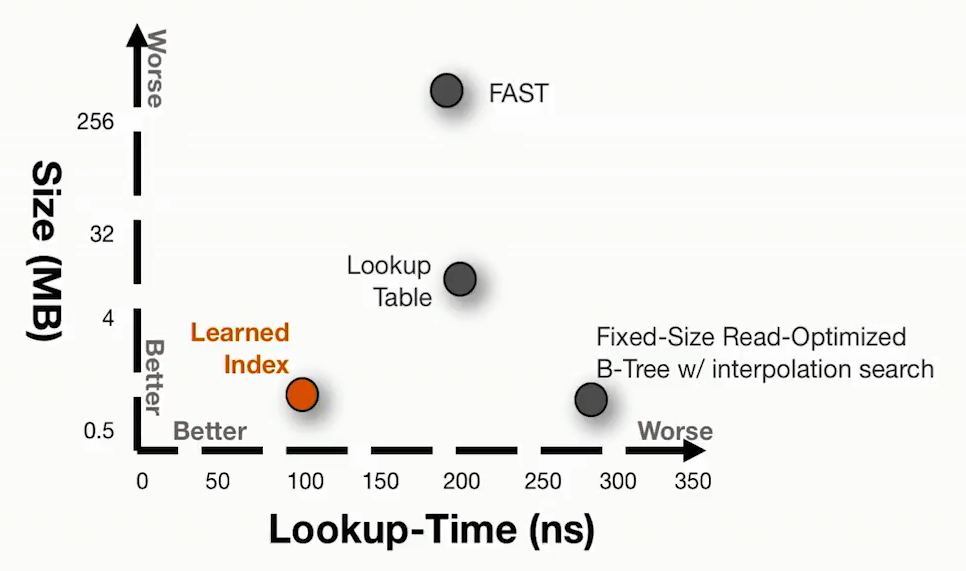 Worse
FAST
256
Size (MB)
32
Lookup
Table
4
Learned
Index
Fixed-Size Read-Optimized
B-Tree w/ interpolation search
Better
0.5
Better
Worse
0
50
100
150
200
250
300
350
Lookup-Time (ns)